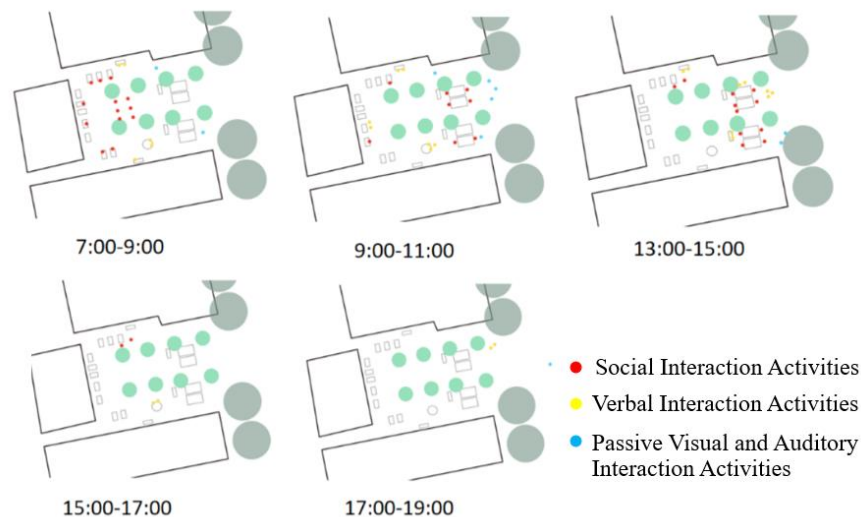 7:00-9:00
9:00-11:00
13:00-15:00
15:00-17:00
17:00-19:00
Social Interaction Activities
Verbal Interaction Activities
Passive Visual and Auditory
Interaction Activities